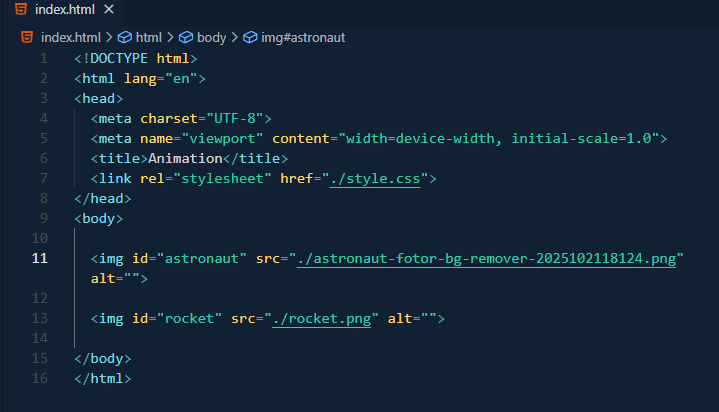 index.html ×
index.html > html > body > img#astronaut
1 <!DOCTYPE html>
2 <html lang="en">
3 <head>
4 <meta charset="UTF-8">
5 <meta name="viewport" content="width=device-width, initial-scale=1.0">
6 <title>Animation</title>
7 <link rel="stylesheet" href="./style.css">
8 </head>
9 <body>
10
11 <img id="astronaut" src="./astronaut-fotor-bg-remover-2025102118124.png"
alt="">
12
13 <img id="rocket" src="./rocket.png" alt="">
14
15 </body>
16 </html>